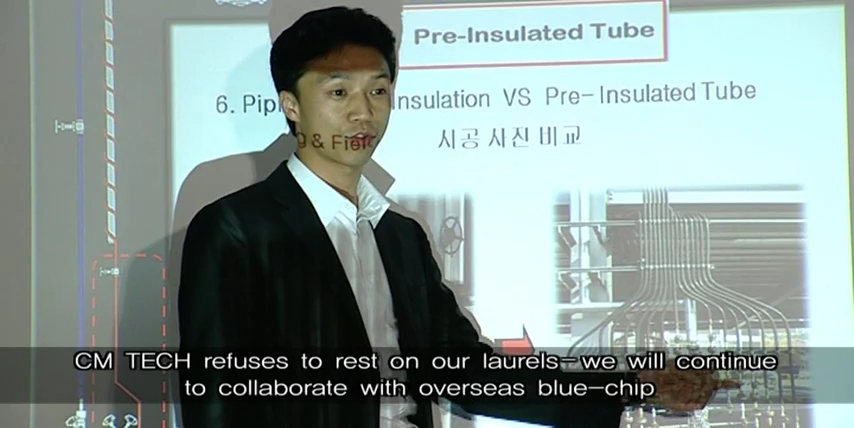 Pre-Insulated Tube
6. Pip Insulation VS Pre-Insulated Tube
g & Fiel
시공 사진 비교
CM TECH refuses to rest on our laurels-we will continue
to collaborate with overseas blue-chip